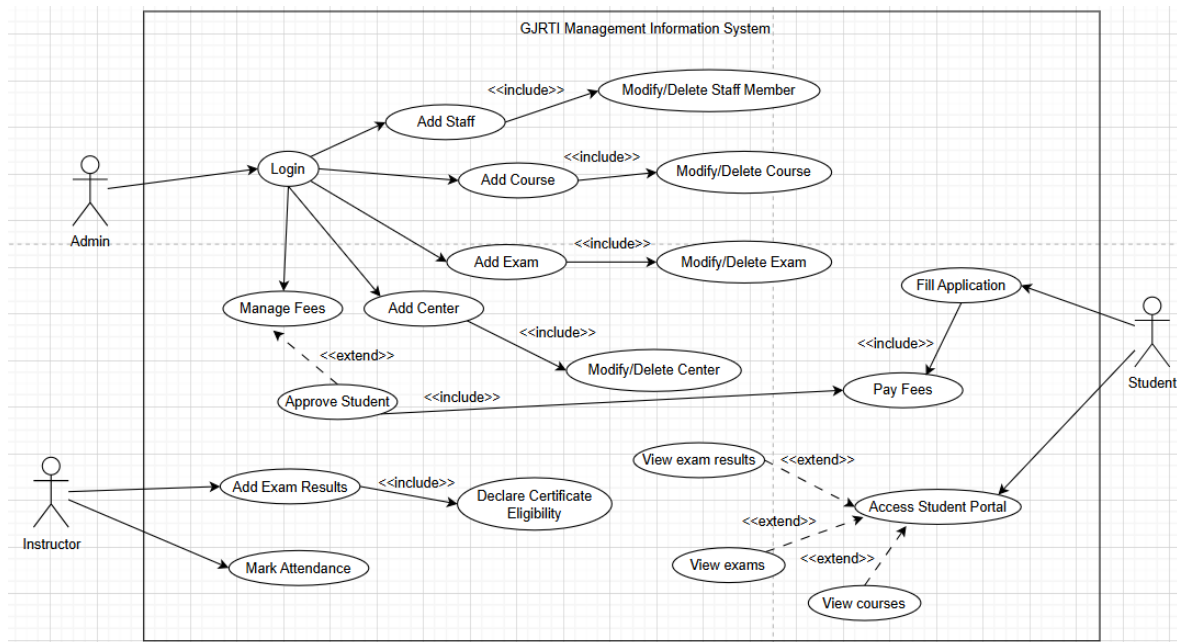 GJRTI Management Information System
<<include>>
Modify/Delete Staff Member
Add Staff
<<include>>
Login
Add Course
Modify/Delete Course
Admin
<<include>>
Add Exam
Modify/Delete Exam
Fill Application
Manage Fees
Add Center
<<include>>
<<include>>
<<extend>>
Modify/Delete Center
Student
Approve Student
<<include>>
Pay Fees
View exam results
<<extend>>
Add Exam Results
<<include>>
Declare Certificate
Eligibility
Access Student Portal
<<extend>>
Instructor
Mark Attendance
View exams
<<extend>>
View courses